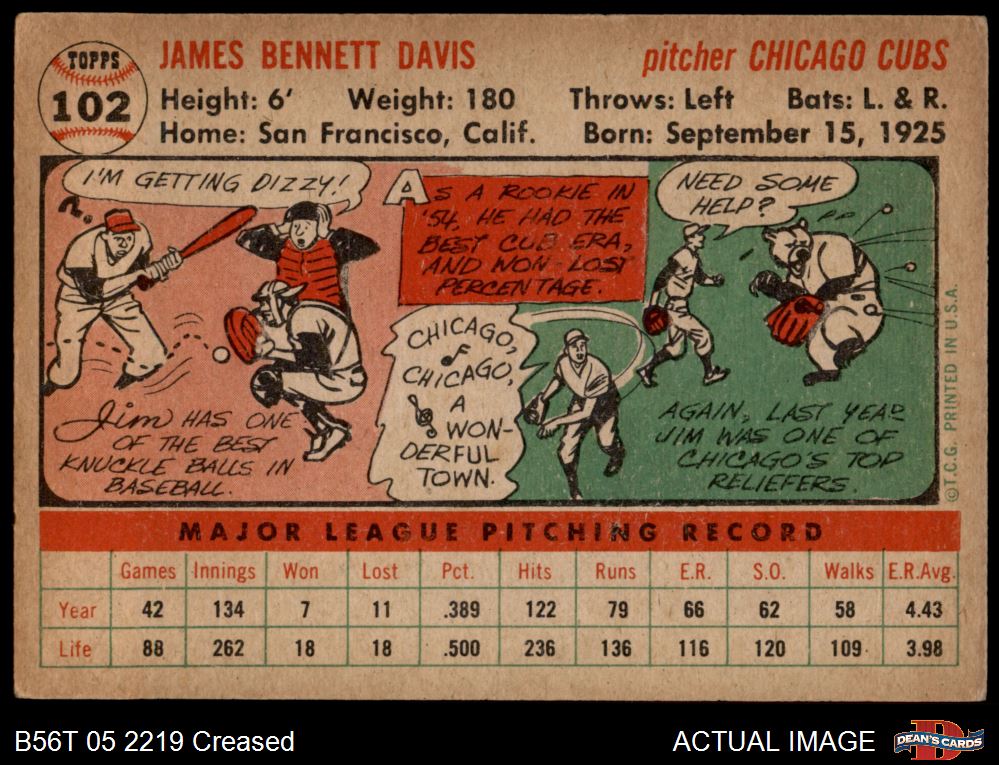 TOPPS
102
JAMES BENNETT DAVIS
pitcher CHICAGO CUBS
Height: 6' Weight: 180 Throws: Left Bats: L. & R.
Home: San Francisco, Calif. Born: September 15, 1925
I'M GETTING DIZZY!
Jim HAS ONE
OF THE BEST
KNUCKLE BALLS IN
BASEBALL.
AS A ROOKIE IN
'54, HE HAD THE
BEST CUB ERA,
AND WON-LOST
PERCENTAGE.
CHICAGO,
CHICAGO,
A
WON-
DERFUL
TOWN.
NEED SOME
HELP?
AGAIN, LAST YEAR
JIM WAS ONE OF
CHICAGO'S TOP
RELIEFERS.
©T.C.G. PRINTED IN U.S.A.
MAJOR LEAGUE PITCHING RECORD
Games Innings Won Lost Pct. Hits Runs E.R. S.O. Walks E.R.Avg.
Year 42 134 7 11 .389 122 79 66 62 58 4.43
Life 88 262 18 18 .500 236 136 116 120 109 3.98
B56T 05 2219 Creased
ACTUAL IMAGE
DEAN'S CARDS